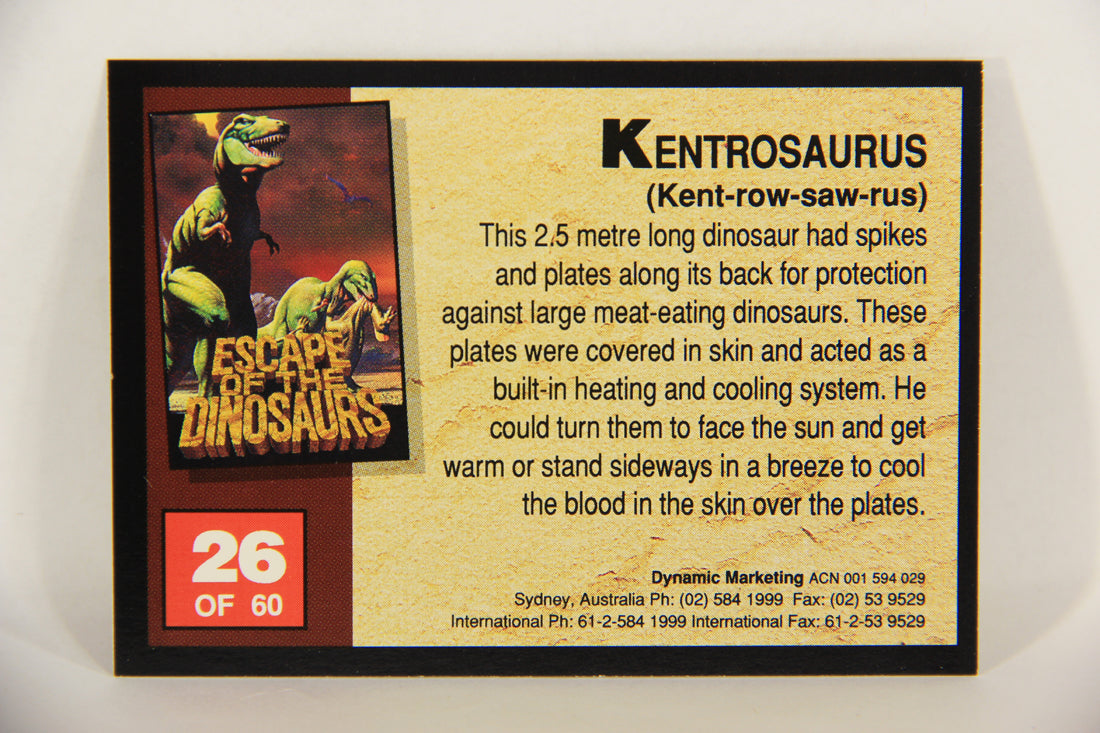 KENTROSAURUS
(Kent-row-saw-rus)
This 2.5 metre long dinosaur had spikes
and plates along its back for protection
against large meat-eating dinosaurs. These
plates were covered in skin and acted as a
built-in heating and cooling system. He
could turn them to face the sun and get
warm or stand sideways in a breeze to cool
the blood in the skin over the plates.
ESCAPE
OF THE
DINOSAURS
26
OF 60
Dynamic Marketing ACN 001 594 029
Sydney, Australia Ph: (02) 584 1999 Fax: (02) 53 9529
International Ph: 61-2-584 1999 International Fax: 61-2-53 9529